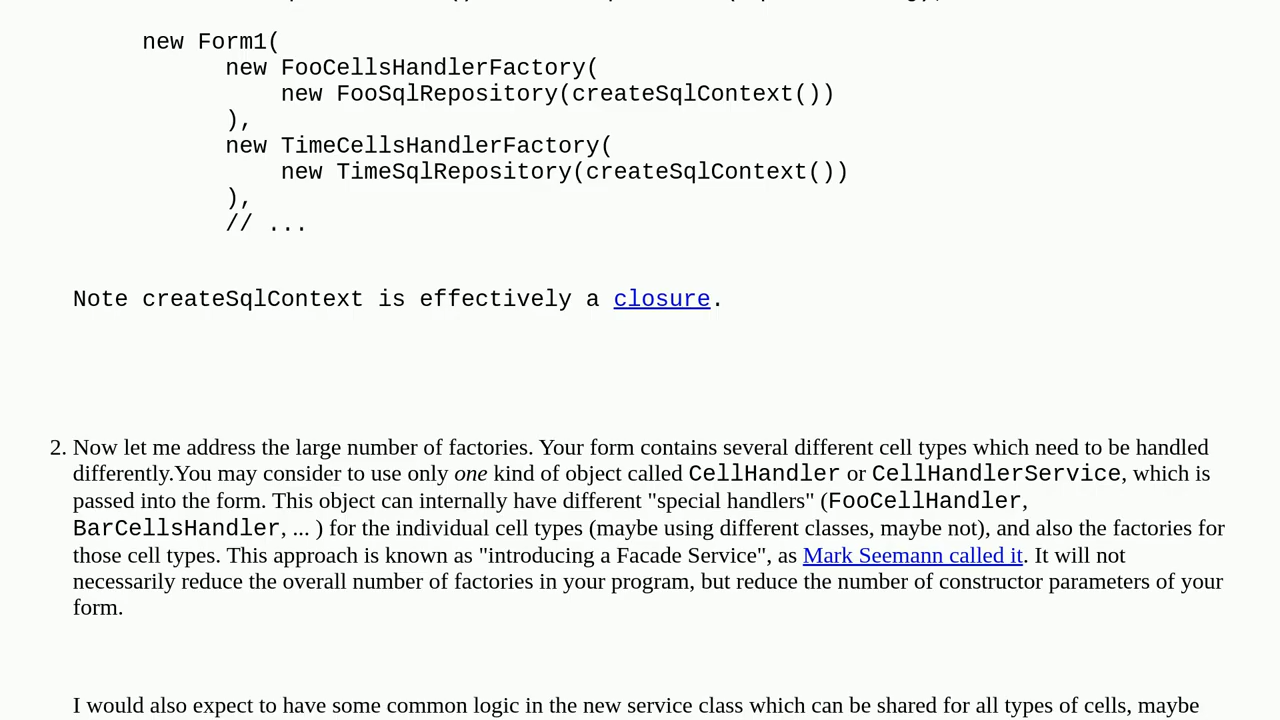 new Form1(
new FooCellsHandlerFactory(
new FooSqlRepository(createSqlContext())
),
new TimeCellsHandlerFactory(
new TimeSqlRepository(createSqlContext())
),
// ...
Note createSqlContext is effectively a closure.
2. Now let me address the large number of factories. Your form contains several different cell types which need to be handled
differently.You may consider to use only one kind of object called CellHandler or CellHandlerService, which is
passed into the form. This object can internally have different "special handlers" (FooCellHandler,
BarCellsHandler, ... ) for the individual cell types (maybe using different classes, maybe not), and also the factories for
those cell types. This approach is known as "introducing a Facade Service", as Mark Seemann called it. It will not
necessarily reduce the overall number of factories in your program, but reduce the number of constructor parameters of your
form.
I would also expect to have some common logic in the new service class which can be shared for all types of cells, maybe